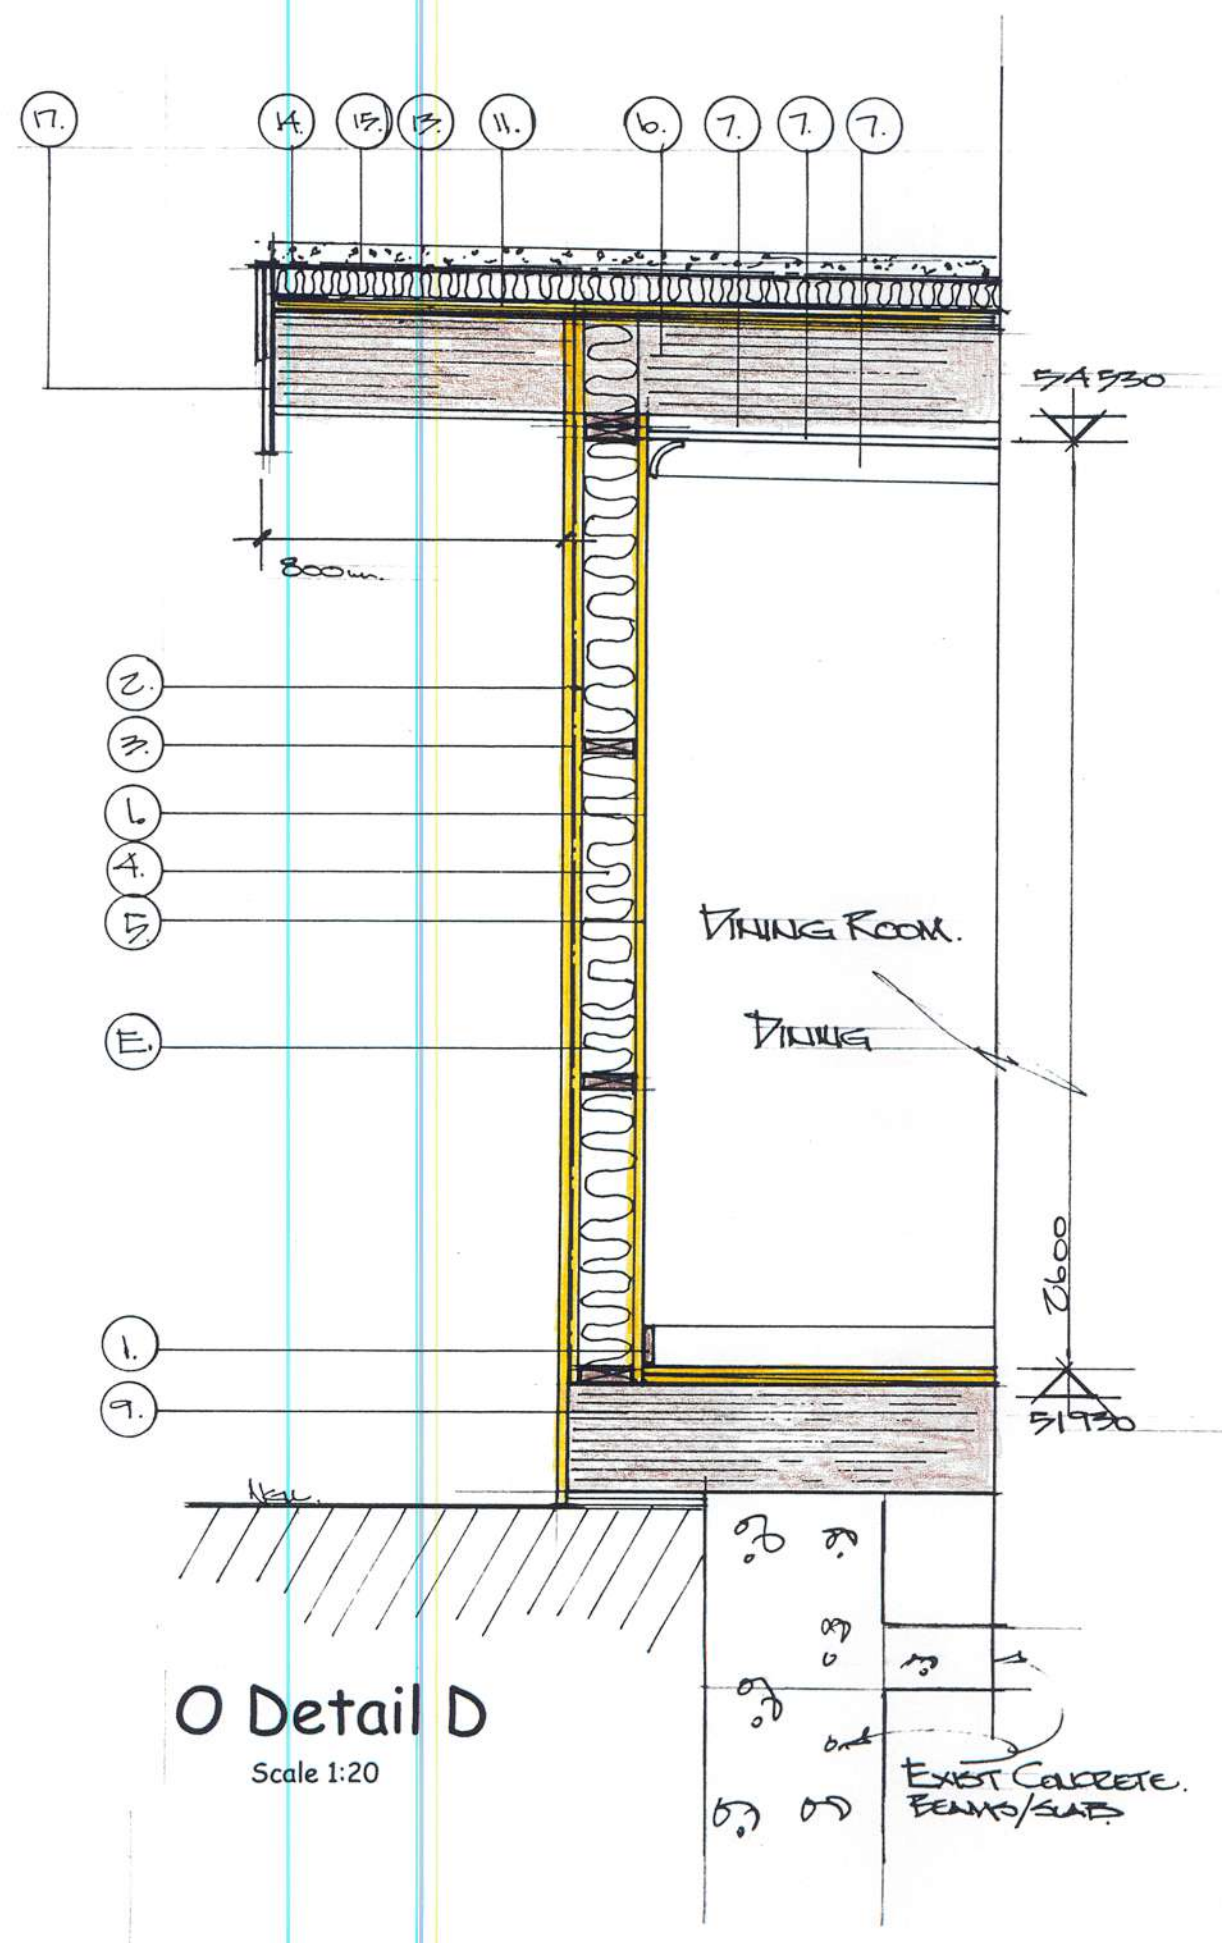 17. 14. 15. 13. 11. 6. 7. 7. 7.
54530
800mm.
2.
3.
6
4.
5.
DINING ROOM.
E.
DINING
2600
1.
9.
51930
NGL.
O Detail D
Scale 1:20
EXIST CONCRETE.
BEAMS/SLAB.